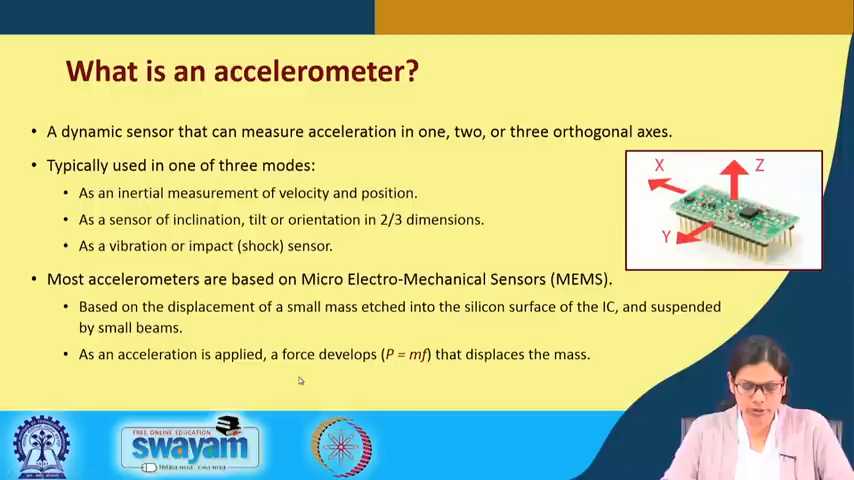 What is an accelerometer?
• A dynamic sensor that can measure acceleration in one, two, or three orthogonal axes.
• Typically used in one of three modes:
• As an inertial measurement of velocity and position.
• As a sensor of inclination, tilt or orientation in 2/3 dimensions.
• As a vibration or impact (shock) sensor.
X
Z
Y
• Most accelerometers are based on Micro Electro-Mechanical Sensors (MEMS).
• Based on the displacement of a small mass etched into the silicon surface of the IC, and suspended
by small beams.
• As an acceleration is applied, a force develops (P = mf) that displaces the mass.
FREE ONLINE EDUCATION
swayam